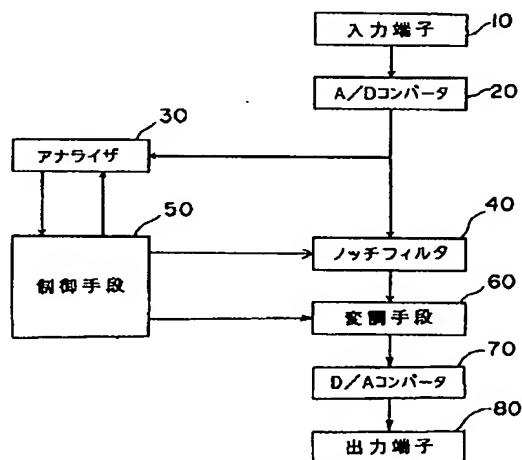 入力端子
10
A/Dコンバータ
20
30
アナライザ
50
制御手段
40
ノッチフィルタ
60
変調手段
70
D/Aコンバータ
80
出力端子